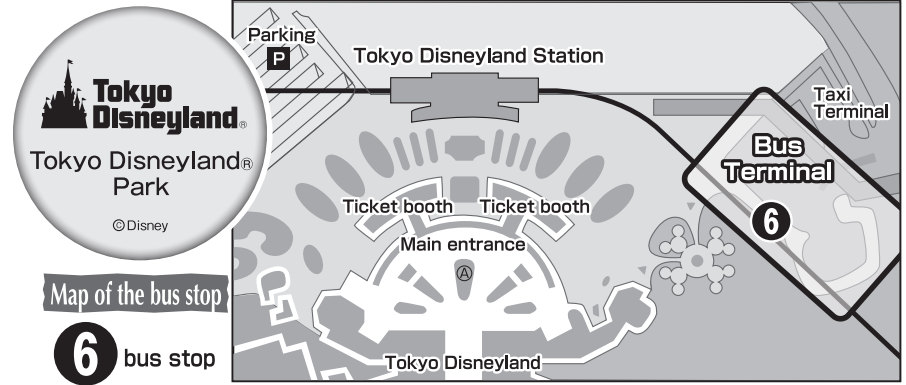 Tokyo
Disneyland®
Tokyo Disneyland®
Park
©Disney
Map of the bus stop
6 bus stop
Parking
P
Tokyo Disneyland Station
Taxi
Terminal
Bus
Terminal
6
Ticket booth Ticket booth
Main entrance
A
Tokyo Disneyland